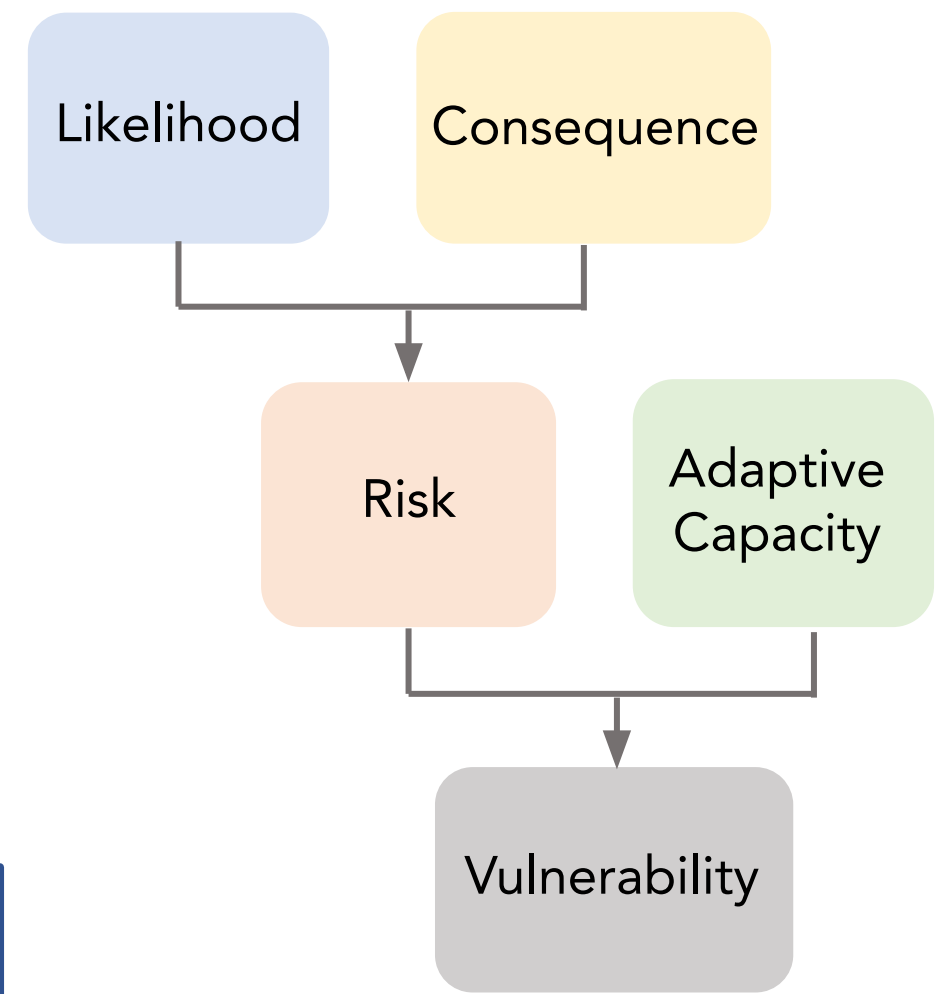 Likelihood
Consequence
Risk
Adaptive
Capacity
Vulnerability